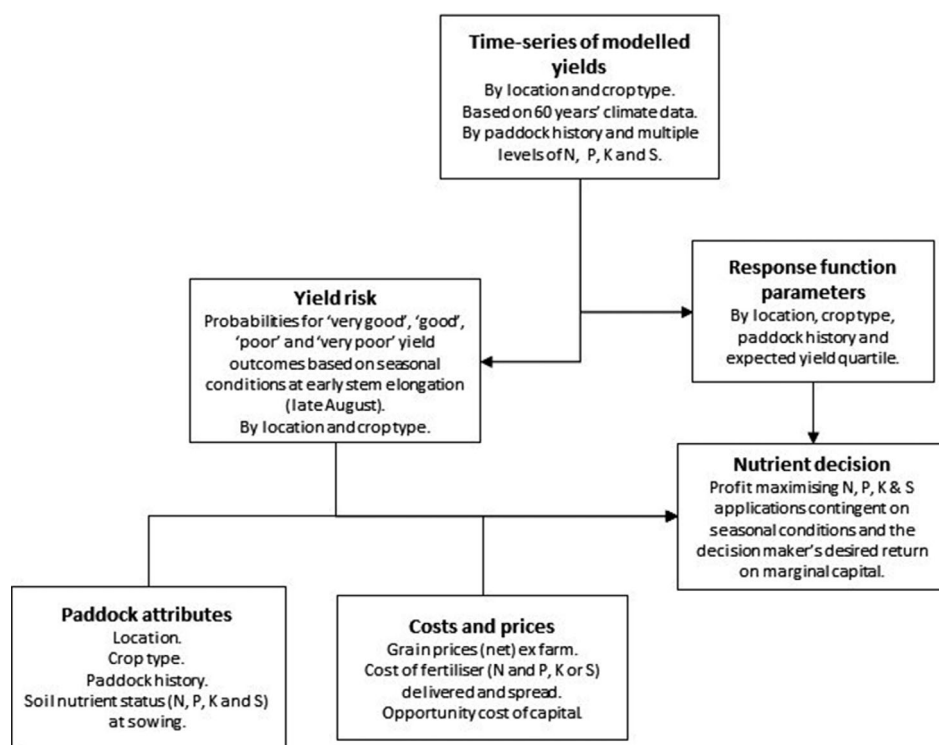 Time-series of modelled
yields
By location and crop type.
Based on 60 years' climate data.
By paddock history and multiple
levels of N, P, K and S.
Response function
parameters
By location, crop type,
paddock history and
expected yield quartile.
Yield risk
Probabilities for 'very good', 'good',
'poor' and 'very poor' yield
outcomes based on seasonal
conditions at early stem elongation
(late August).
By location and crop type.
Nutrient decision
Profit maximising N, P, K & S
applications contingent on
seasonal conditions and the
decision maker's desired return
on marginal capital.
Paddock attributes
Location.
Crop type.
Paddock history.
Soil nutrient status (N, P, K and S)
at sowing.
Costs and prices
Grain prices (net) ex farm.
Cost of fertiliser (N and P, K or S)
delivered and spread.
Opportunity cost of capital.